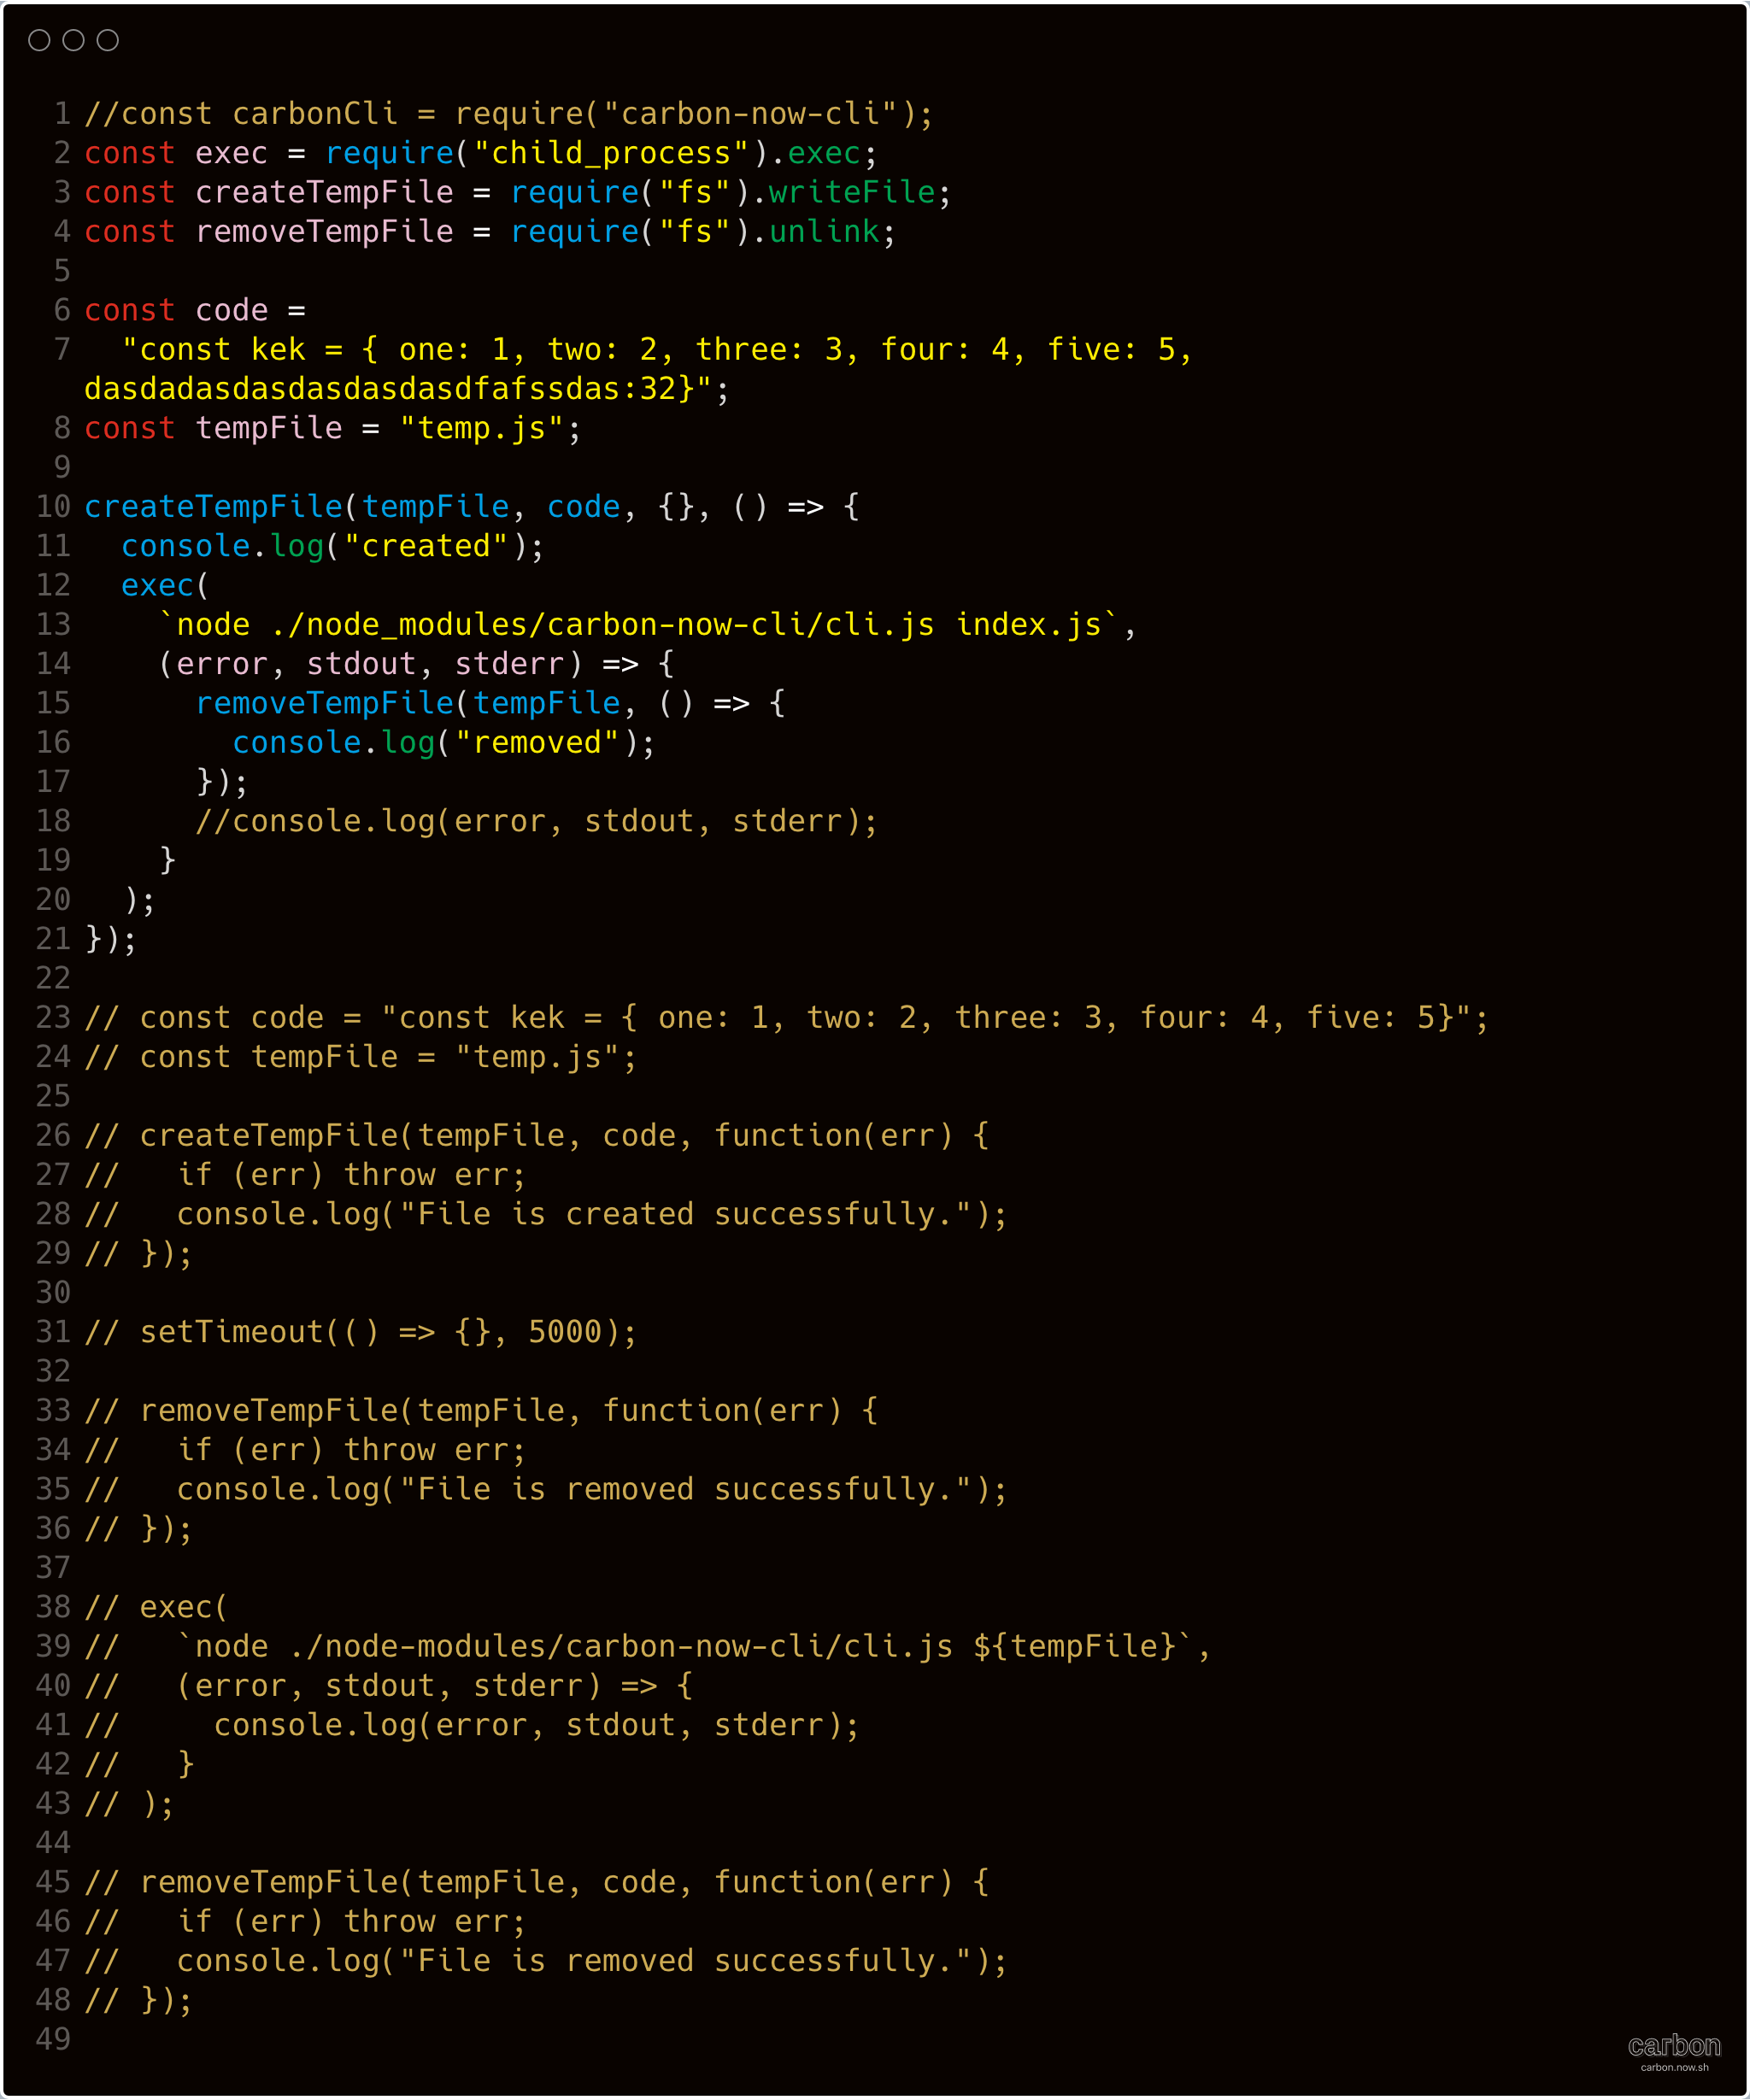 1 //const carbonCli = require("carbon-now-cli");
2 const exec = require("child_process").exec;
3 const createTempFile = require("fs").writeFile;
4 const removeTempFile = require("fs").unlink;
5
6 const code =
7   "const kek = { one: 1, two: 2, three: 3, four: 4, five: 5,
dasdadasdasdasdasdasdfafssdas:32}";
8 const tempFile = "temp.js";
9
10 createTempFile(tempFile, code, {}, () => {
11   console.log("created");
12   exec(
13     `node ./node_modules/carbon-now-cli/cli.js index.js`,
14     (error, stdout, stderr) => {
15       removeTempFile(tempFile, () => {
16         console.log("removed");
17       });
18       //console.log(error, stdout, stderr);
19     }
20   );
21 });
22
23 // const code = "const kek = { one: 1, two: 2, three: 3, four: 4, five: 5}";
24 // const tempFile = "temp.js";
25
26 // createTempFile(tempFile, code, function(err) {
27 //   if (err) throw err;
28 //   console.log("File is created successfully.");
29 // });
30
31 // setTimeout(() => {}, 5000);
32
33 // removeTempFile(tempFile, function(err) {
34 //   if (err) throw err;
35 //   console.log("File is removed successfully.");
36 // });
37
38 // exec(
39 //   `node ./node-modules/carbon-now-cli/cli.js ${tempFile}`,
40 //   (error, stdout, stderr) => {
41 //     console.log(error, stdout, stderr);
42 //   }
43 // );
44
45 // removeTempFile(tempFile, code, function(err) {
46 //   if (err) throw err;
47 //   console.log("File is removed successfully.");
48 // });
49
carbon
carbon.now.sh